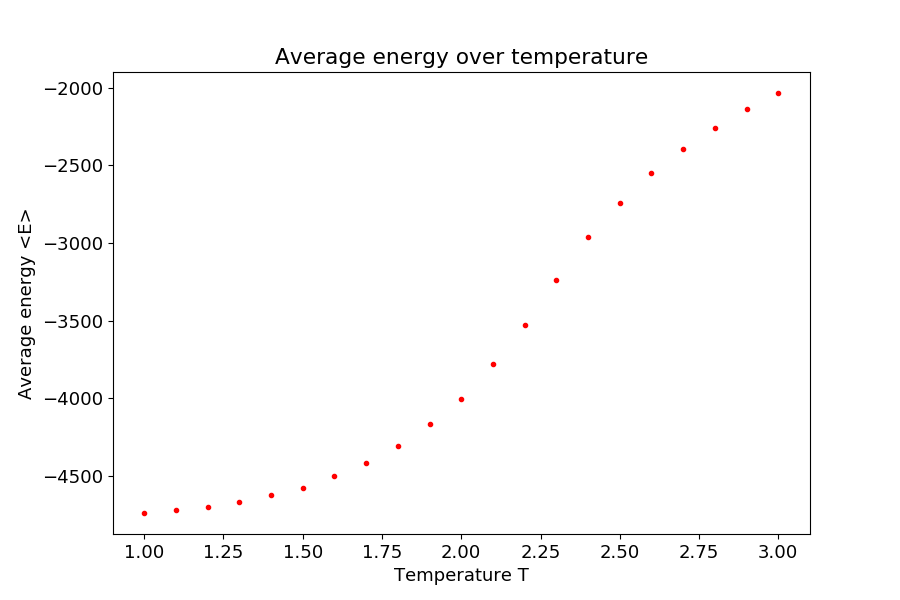 Average energy over temperature
−2000
−2500
−3000
−3500
−4000
−4500
Average energy <E>
1.00 1.25 1.50 1.75 2.00 2.25 2.50 2.75 3.00
Temperature T